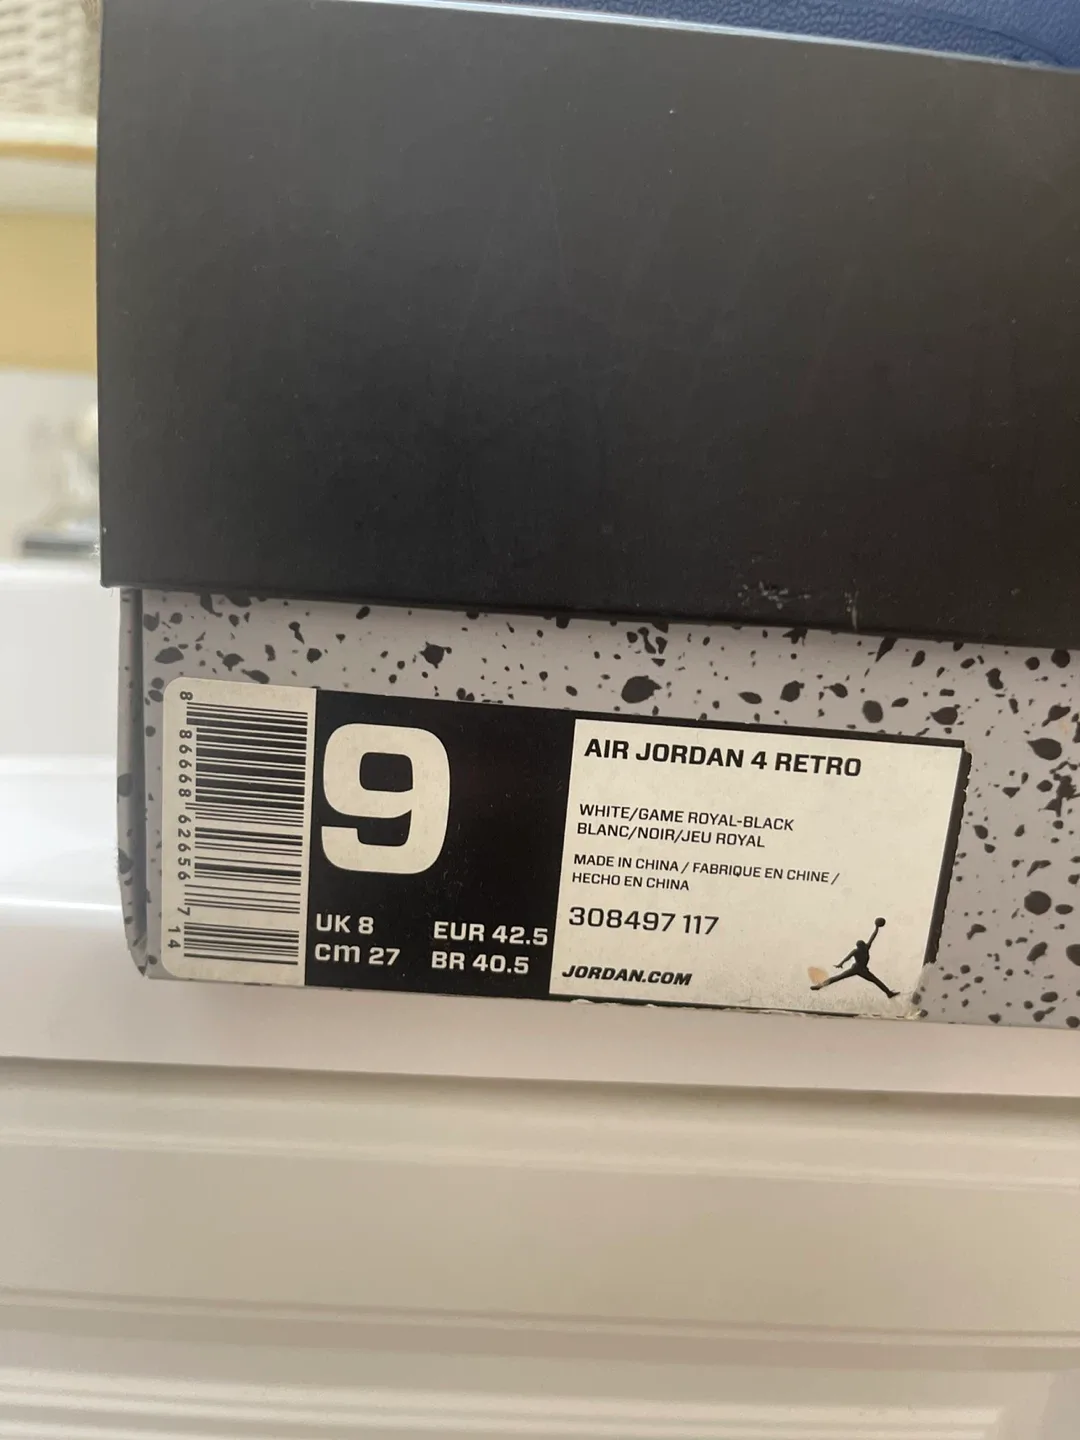 8 86668 62656 7 14
9
UK 8 EUR 42.5
cm 27 BR 40.5
AIR JORDAN 4 RETRO
WHITE/GAME ROYAL-BLACK
BLANC/NOIR/JEU ROYAL
MADE IN CHINA / FABRIQUE EN CHINE /
HECHO EN CHINA
308497 117
JORDAN.COM